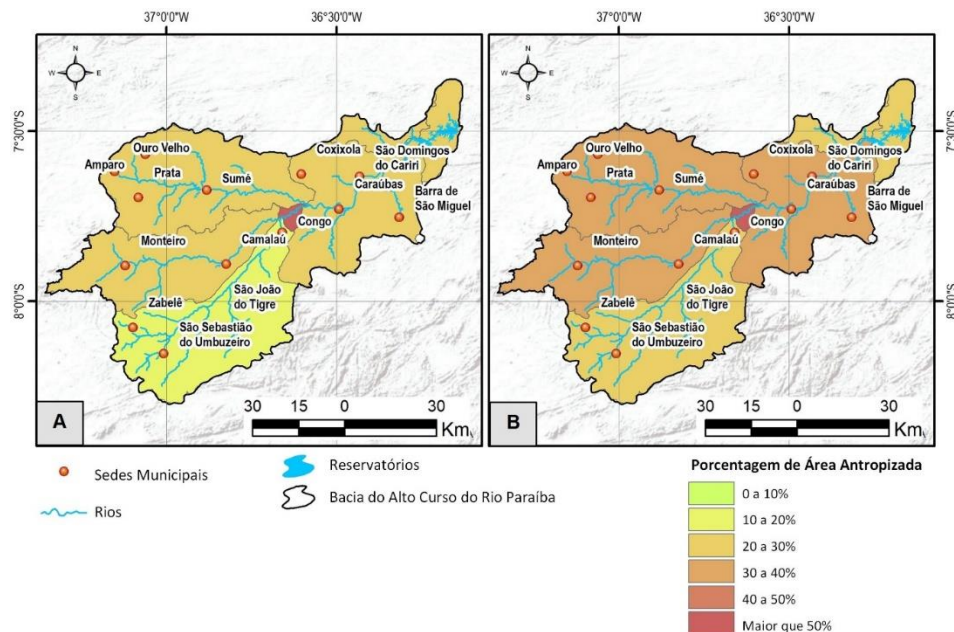 37°0'0"W
36°30'0"W
37°0'0"W
36°30'0"W
N
W
E
S
7°30'0"S
8°0'0"S
Ouro Velho
Amparo
Prata
Sumé
Coxixola
São Domingos
do Cariri
Caraúbas
Barra de
São Miguel
Congo
Monteiro
Camalaú
Zabelê
São João
do Tigre
São Sebastião
do Umbuzeiro
A
30
15
0
30
Km
N
W
E
S
7°30'0"S
8°0'0"S
Ouro Velho
Amparo
Prata
Sumé
Coxixola
São Domingos
do Cariri
Caraúbas
Barra de
São Miguel
Congo
Monteiro
Camalaú
Zabelê
São João
do Tigre
São Sebastião
do Umbuzeiro
B
30
15
0
30
Km
Sedes Municipais
Rios
Reservatórios
Bacia do Alto Curso do Rio Paraíba
Porcentagem de Área Antropizada
0 a 10%
10 a 20%
20 a 30%
30 a 40%
40 a 50%
Maior que 50%